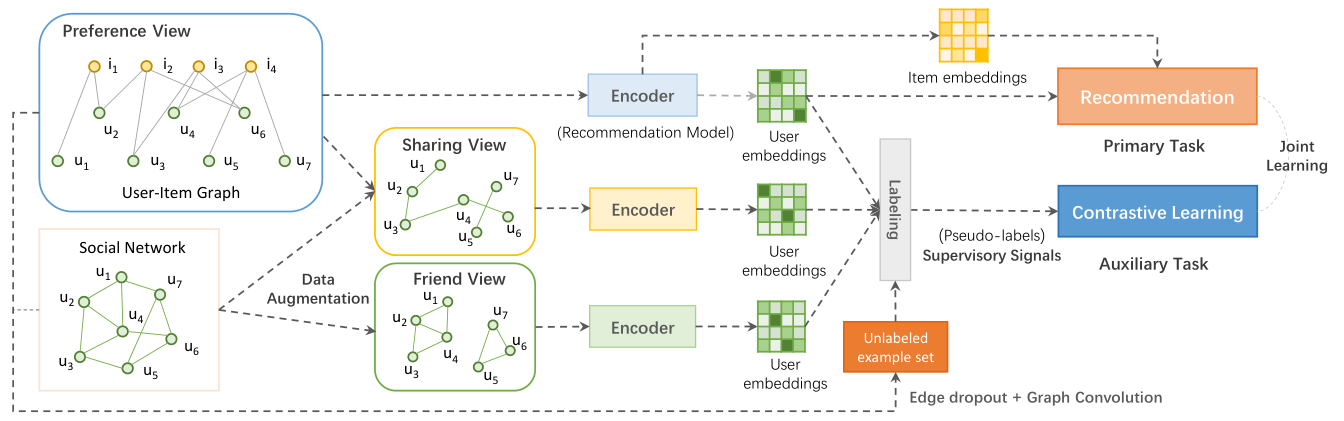 Preference View
i1
i2
i3
i4
u2
u4
u6
u1
u3
u5
u7
User-Item Graph
Social Network
u1
u7
u2
u4
u6
u3
u5
Data
Augmentation
Sharing View
u1
u7
u2
u4
u3
u5
u6
Friend View
u1
u2
u7
u4
u6
u3
u5
Encoder
(Recommendation Model)
Encoder
Encoder
User
embeddings
User
embeddings
User
embeddings
Item embeddings
Labeling
Unlabeled
example set
Edge dropout + Graph Convolution
(Pseudo-labels)
Supervisory Signals
Recommendation
Primary Task
Contrastive Learning
Auxiliary Task
Joint
Learning